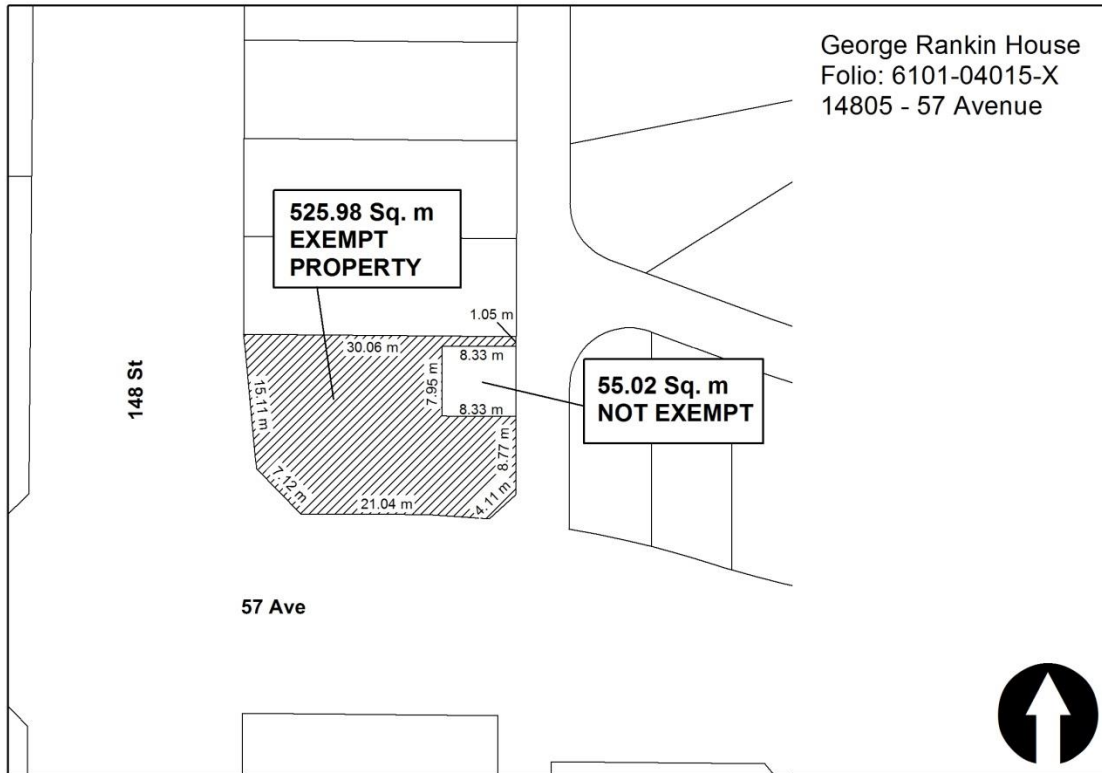 George Rankin House
Folio: 6101-04015-X
14805 - 57 Avenue
525.98 Sq. m
EXEMPT
PROPERTY
1.05 m
30.06 m
8.33 m
7.95 m
8.33 m
55.02 Sq. m
NOT EXEMPT
148 St
15.11 m
8.77 m
7.12 m
21.04 m
4.11 m
57 Ave